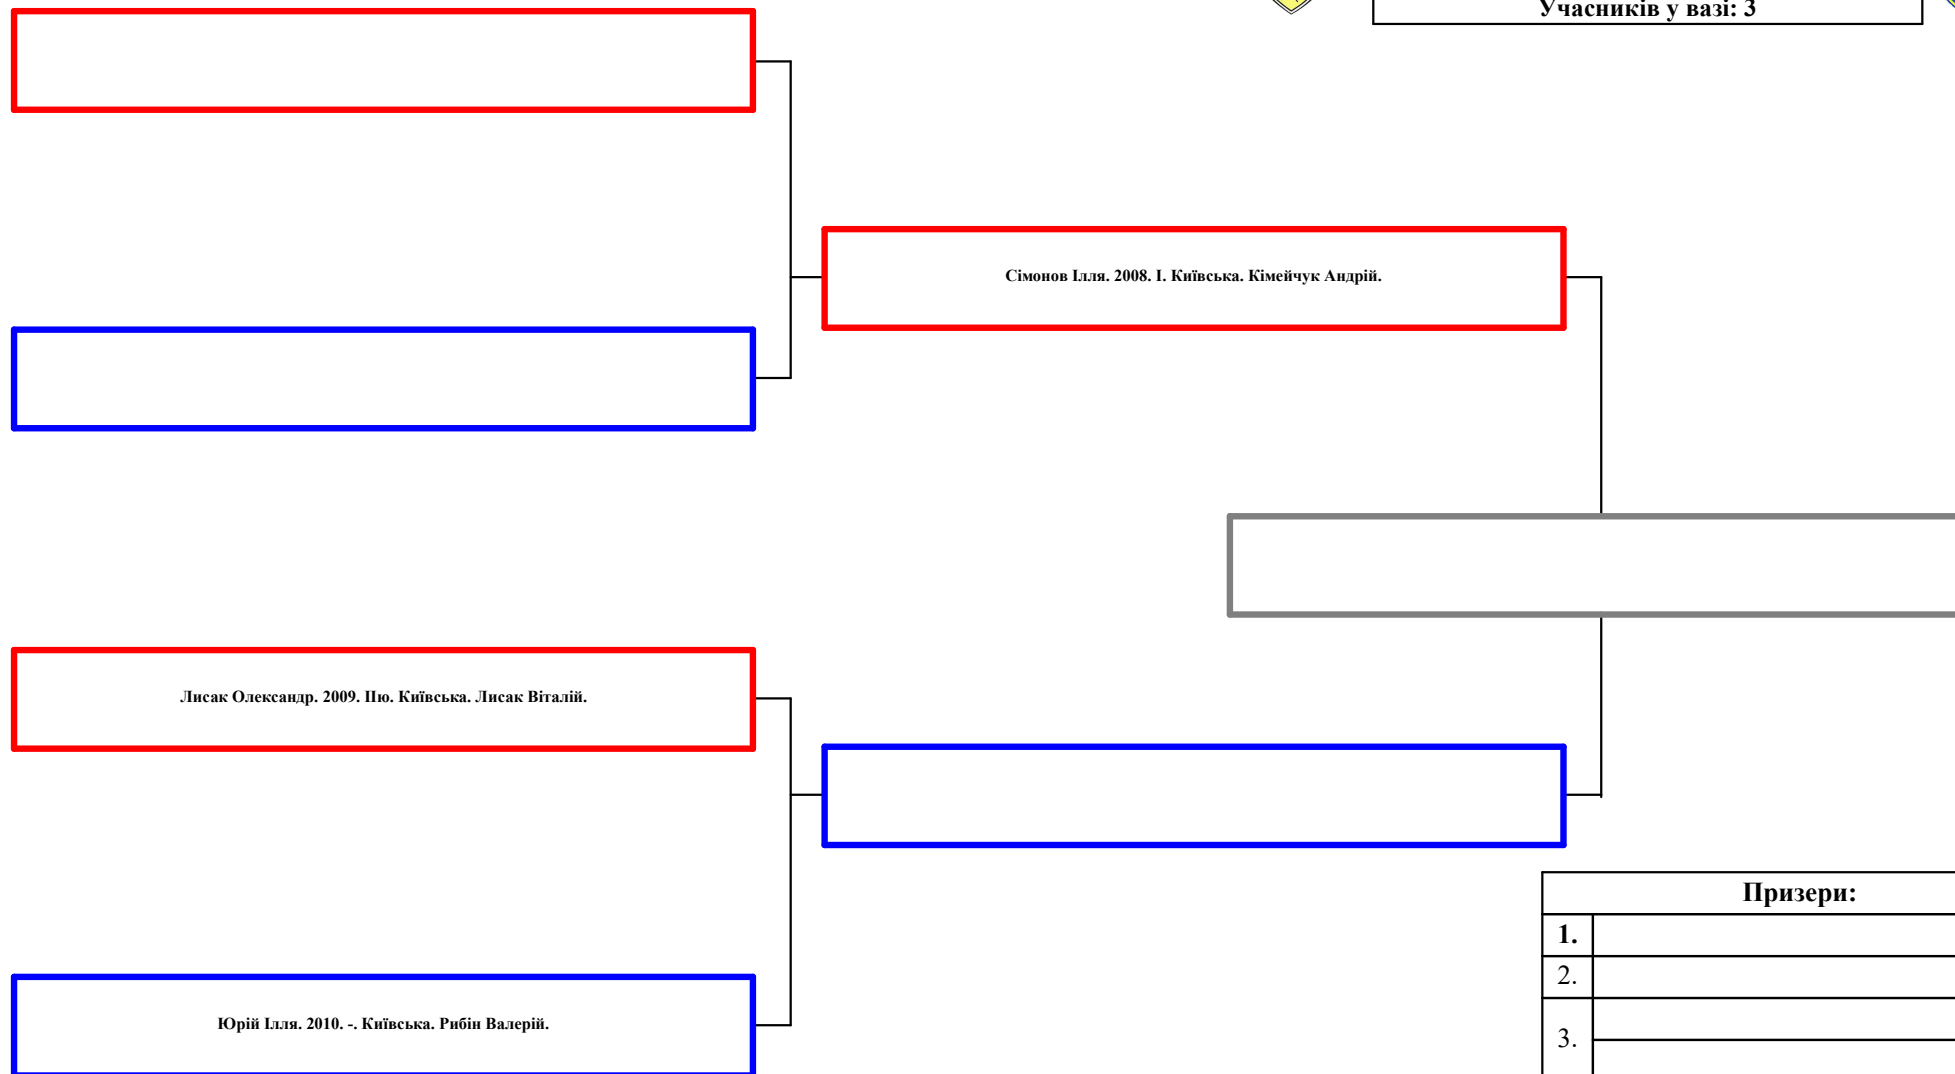 Учасників у вазі: 3
Сімонов Ілля. 2008. І. Київська. Кімейчук Андрій.
Лисак Олександр. 2009. ІІю. Київська. Лисак Віталій.
Юрій Ілля. 2010. -. Київська. Рибін Валерій.
Призери:
1.
2.
3.